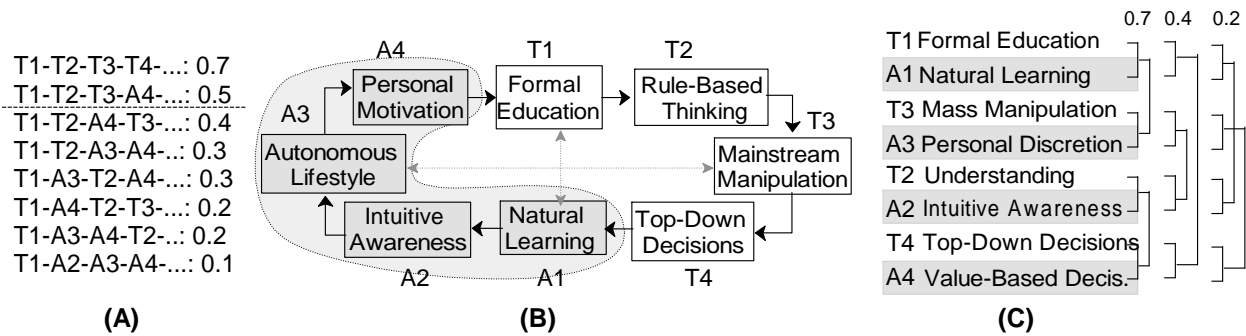 T1-T2-T3-T4-...: 0.7
T1-T2-T3-A4-...: 0.5
T1-T2-A4-T3-...: 0.4
T1-T2-A3-A4-...: 0.3
T1-A3-T2-A4-...: 0.3
T1-A4-T2-T3-...: 0.2
T1-A3-A4-T2-...: 0.2
T1-A2-A3-A4-...: 0.1
(A)
A4
T1
T2
Personal
Motivation
Formal
Education
Rule-Based
Thinking
A3
T3
Autonomous
Lifestyle
Mainstream
Manipulation
Intuitive
Awareness
Natural
Learning
Top-Down
Decisions
A2
A1
T4
(B)
0.7 0.4 0.2
T1 Formal Education
A1 Natural Learning
T3 Mass Manipulation
A3 Personal Discretion
T2 Understanding
A2 Intuitive Awareness
T4 Top-Down Decisions
A4 Value-Based Decis.
(C)